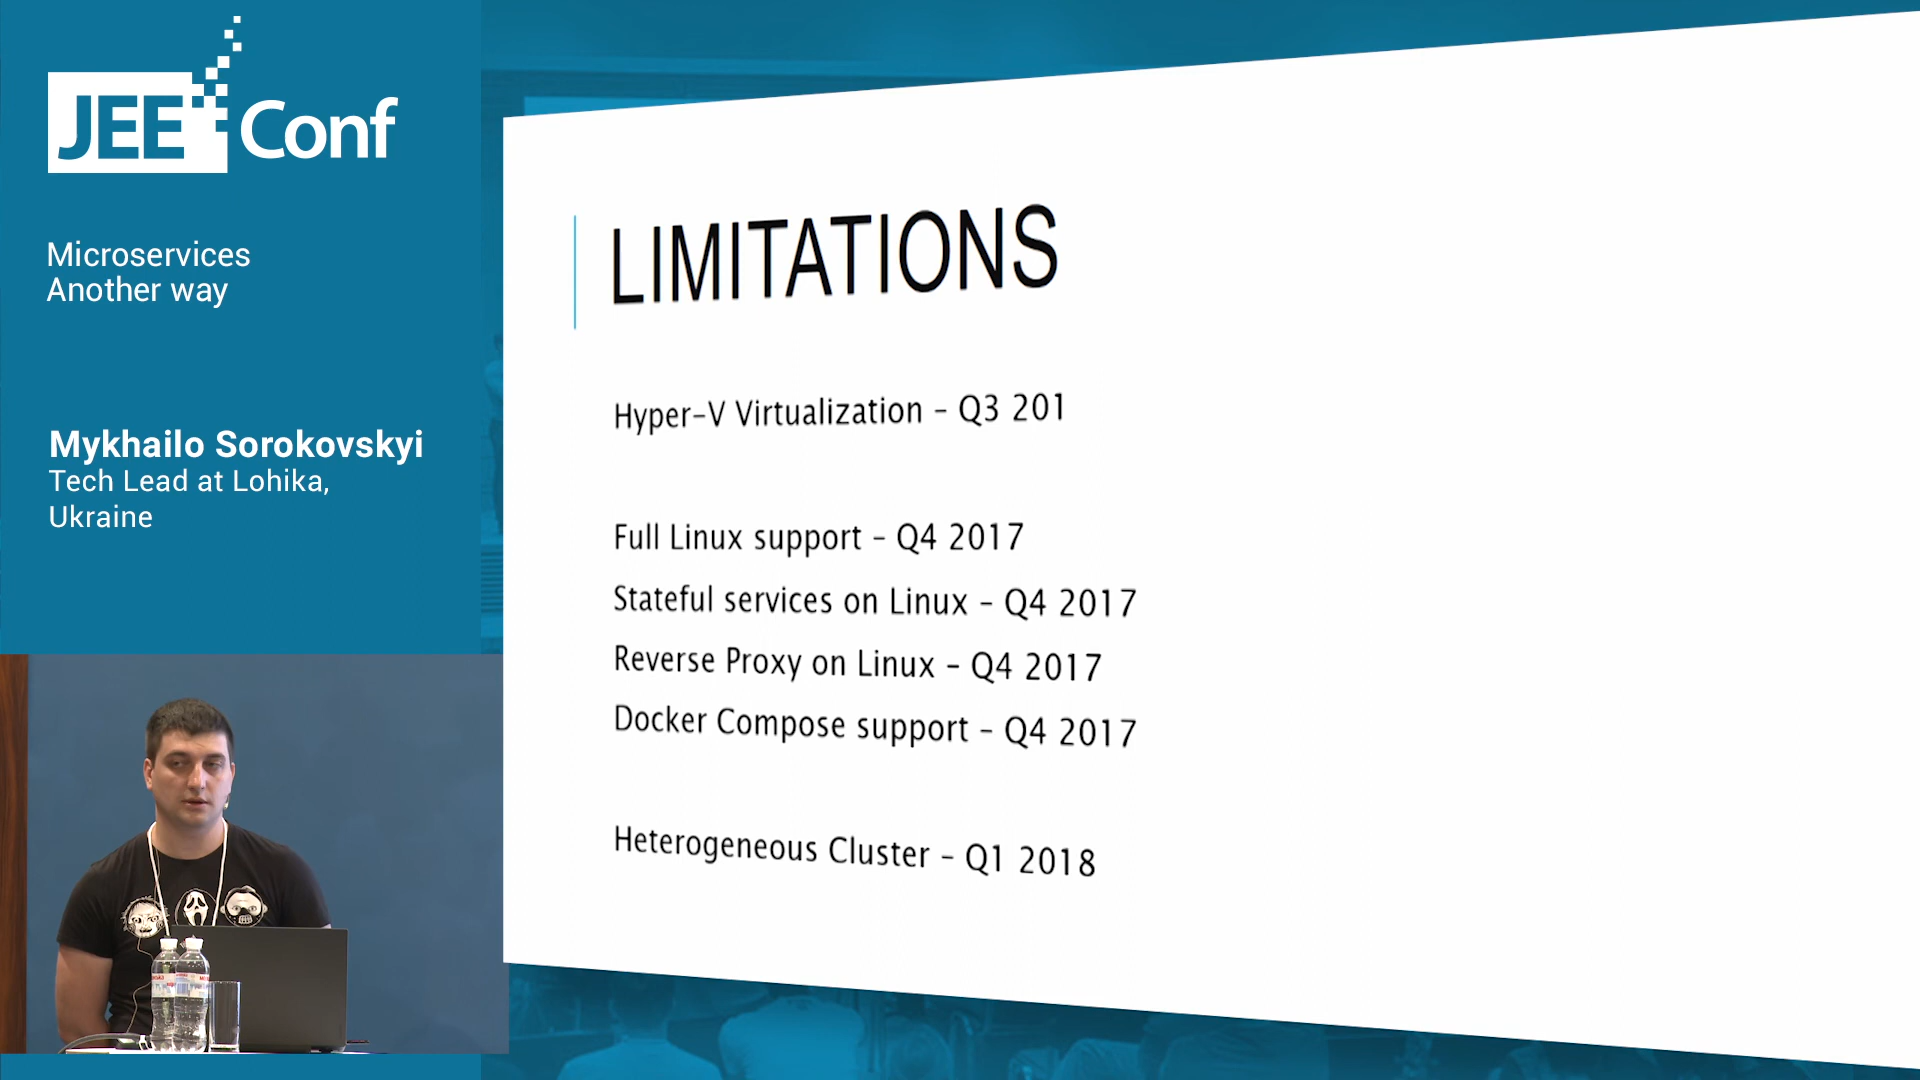 JEE Conf
Microservices
Another way
Mykhailo Sorokovskyi
Tech Lead at Lohika,
Ukraine
LIMITATIONS
Hyper-V Virtualization - Q3 201
Full Linux support - Q4 2017
Stateful services on Linux - Q4 2017
Reverse Proxy on Linux - Q4 2017
Docker Compose support - Q4 2017
Heterogeneous Cluster - Q1 2018